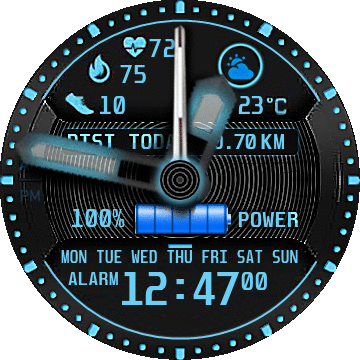 72
75
10 23°C
DIST TODAY 0.70 KM
PM
100% POWER
MON TUE WED THU FRI SAT SUN
ALARM 12:47 00